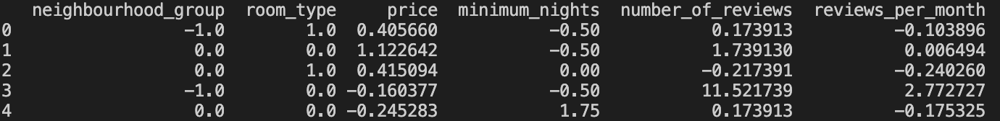 neighbourhood_group room_type price minimum_nights number_of_reviews reviews_per_month
0 -1.0 1.0 0.405660 -0.50 0.173913 -0.103896
1 0.0 0.0 1.122642 -0.50 1.739130 0.006494
2 0.0 1.0 0.415094 0.00 -0.217391 -0.240260
3 -1.0 0.0 -0.160377 -0.50 11.521739 2.772727
4 0.0 0.0 -0.245283 1.75 0.173913 -0.175325